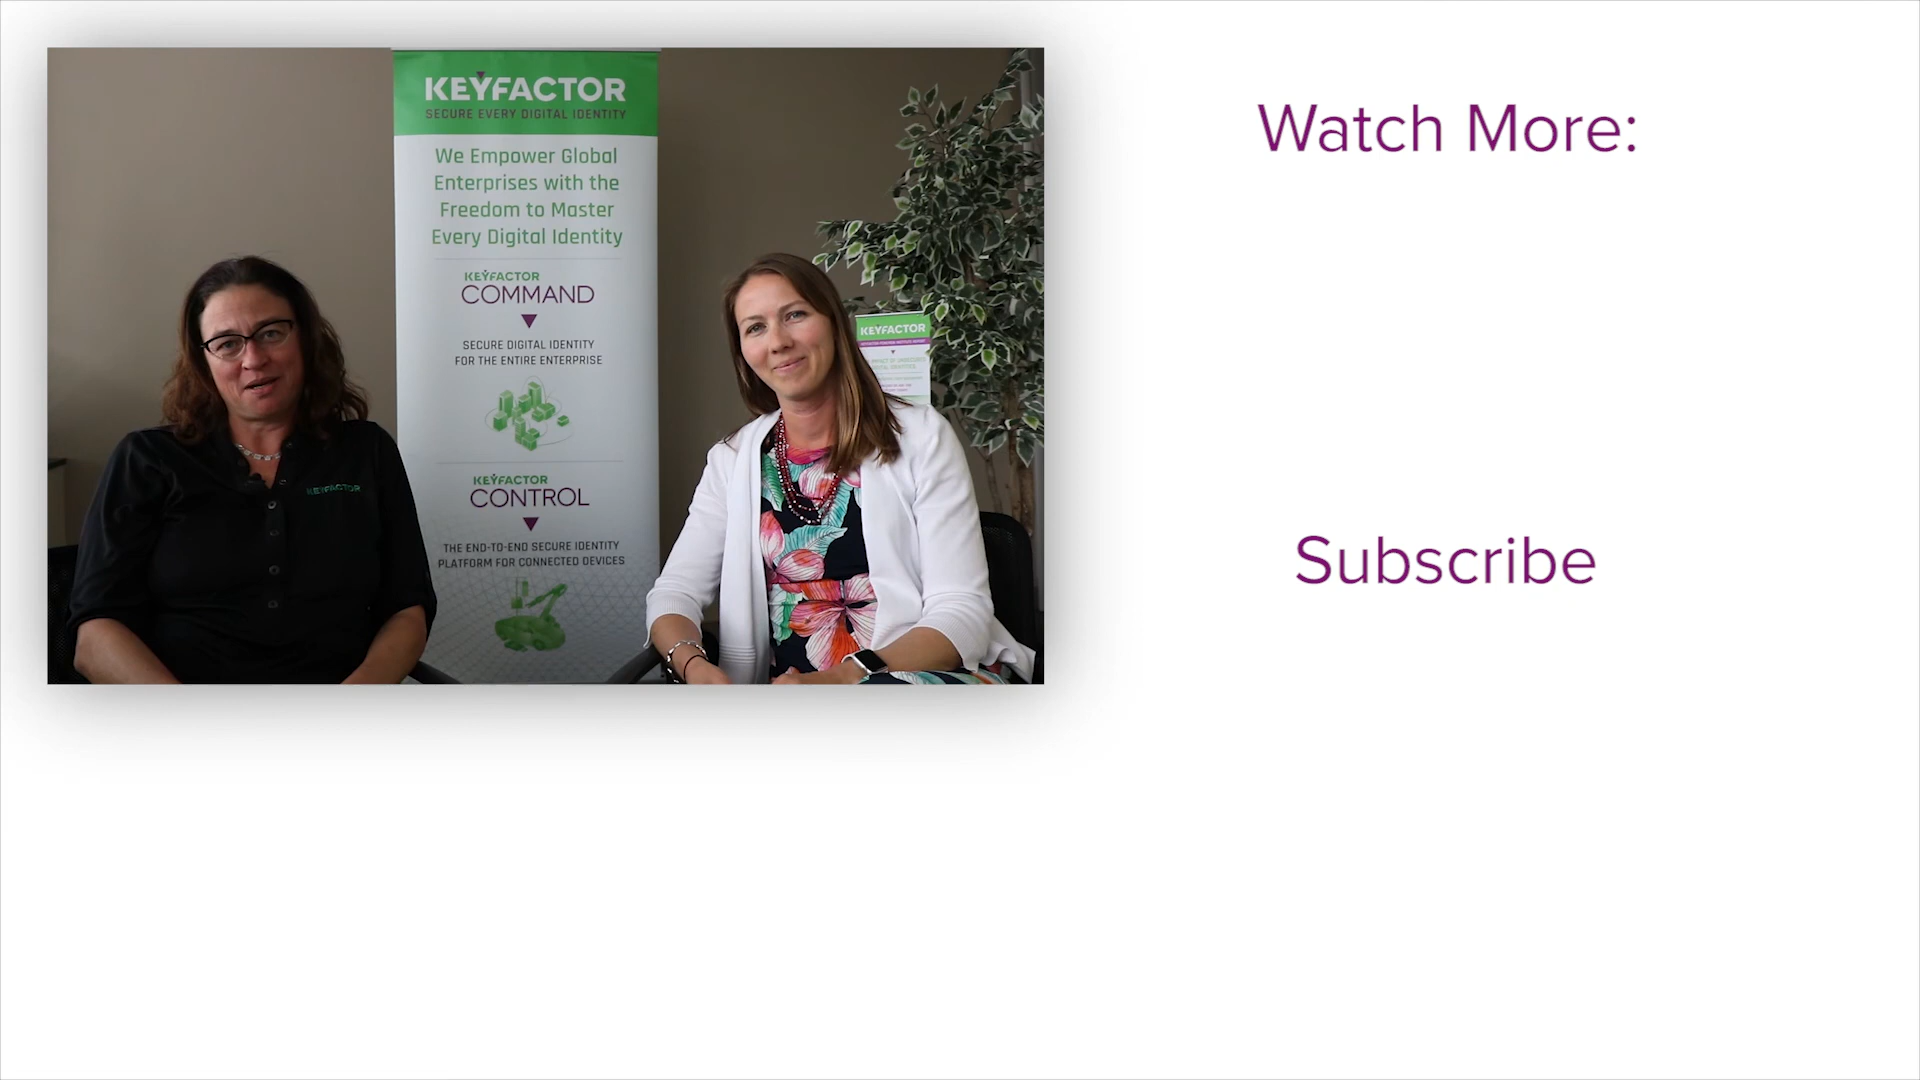 KEYFACTOR
SECURE EVERY DIGITAL IDENTITY
We Empower Global
Enterprises with the
Freedom to Master
Every Digital Identity
KEYFACTOR
COMMAND
SECURE DIGITAL IDENTITY
FOR THE ENTIRE ENTERPRISE
KEYFACTOR
CONTROL
THE END-TO-END SECURE IDENTITY
PLATFORM FOR CONNECTED DEVICES
KEYFACTOR
KEYFACTOR
Watch More:
Subscribe